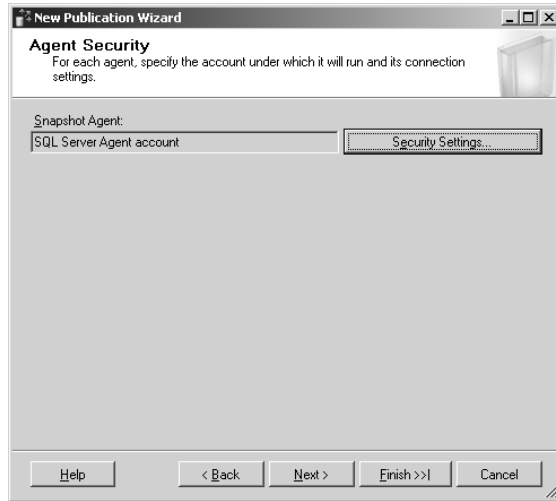 New Publication Wizard
Agent Security
For each agent, specify the account under which it will run and its connection
settings.
Snapshot Agent:
SQL Server Agent account
Security Settings...
Help
< Back
Next >
Finish >>|
Cancel